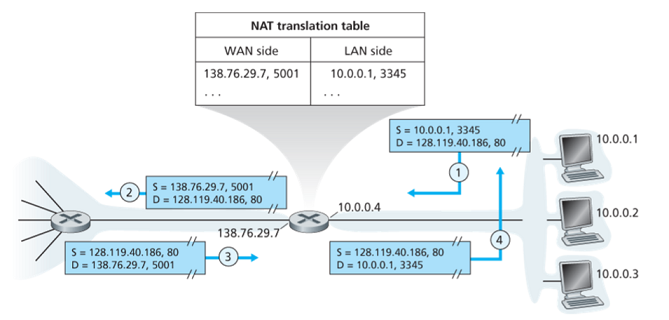 NAT translation table
WAN side LAN side
138.76.29.7, 5001 10.0.0.1, 3345
. . . . . .
S = 10.0.0.1, 3345
D = 128.119.40.186, 80
1
10.0.0.1
S = 138.76.29.7, 5001
D = 128.119.40.186, 80
2
10.0.0.4
10.0.0.2
138.76.29.7
4
S = 128.119.40.186, 80
D = 138.76.29.7, 5001
3
S = 128.119.40.186, 80
D = 10.0.0.1, 3345
10.0.0.3